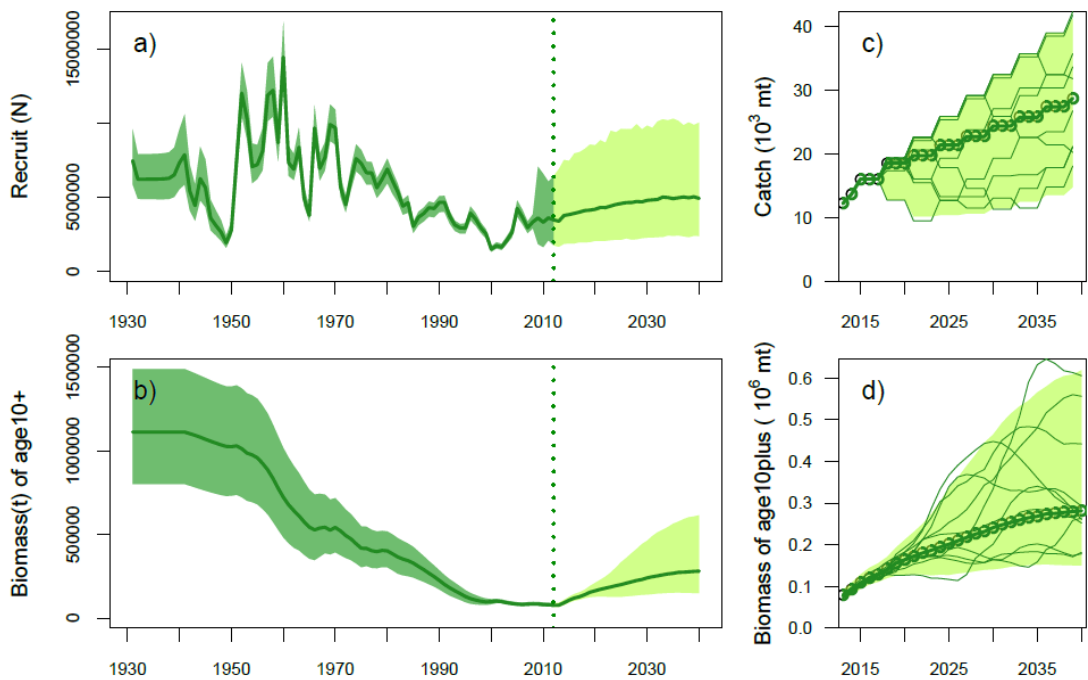 a)
Recruit (N)
15000000
5000000
0
1930 1950 1970 1990 2010 2030
c)
Catch (10³ mt)
40
30
20
10
0
2015 2025 2035
b)
Biomass(t) of age10+
1500000
1000000
500000
0
1930 1950 1970 1990 2010 2030
d)
Biomass of age10plus ( 10⁶ mt)
0.6
0.5
0.4
0.3
0.2
0.1
0.0
2015 2025 2035